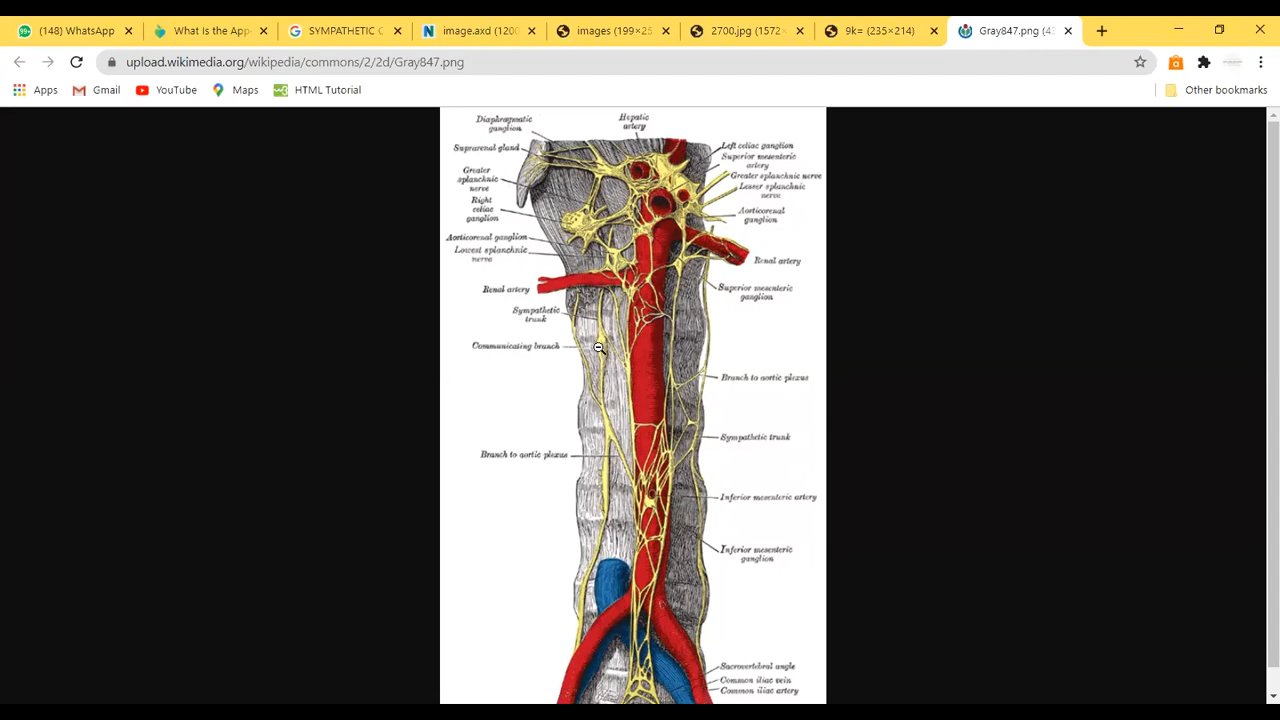 99+
(148) WhatsApp
What Is the App
SYMPATHETIC C
image.axd (1200
images (199×25
2700.jpg (1572×
9k= (235×214)
Gray847.png (43
upload.wikimedia.org/wikipedia/commons/2/2d/Gray847.png
Apps
Gmail
YouTube
Maps
HTML Tutorial
Other bookmarks
Diaphragmatic
ganglion
Hepatic
artery
Suprarenal gland
Greater
splanchnic
nerve
Right
celiac
ganglion
Aorticorenal ganglion
Lowest splanchnic
nerve
Renal artery
Sympathetic
trunk
Communicating branch
Branch to aortic plexus
Left celiac ganglion
Superior mesenteric
artery
Greater splanchnic nerve
Lesser splanchnic
nerve
Aorticorenal
ganglion
Renal artery
Superior mesenteric
ganglion
Branch to aortic plexus
Sympathetic trunk
Inferior mesenteric artery
Inferior mesenteric
ganglion
Sacrovertebral angle
Common iliac vein
Common iliac artery